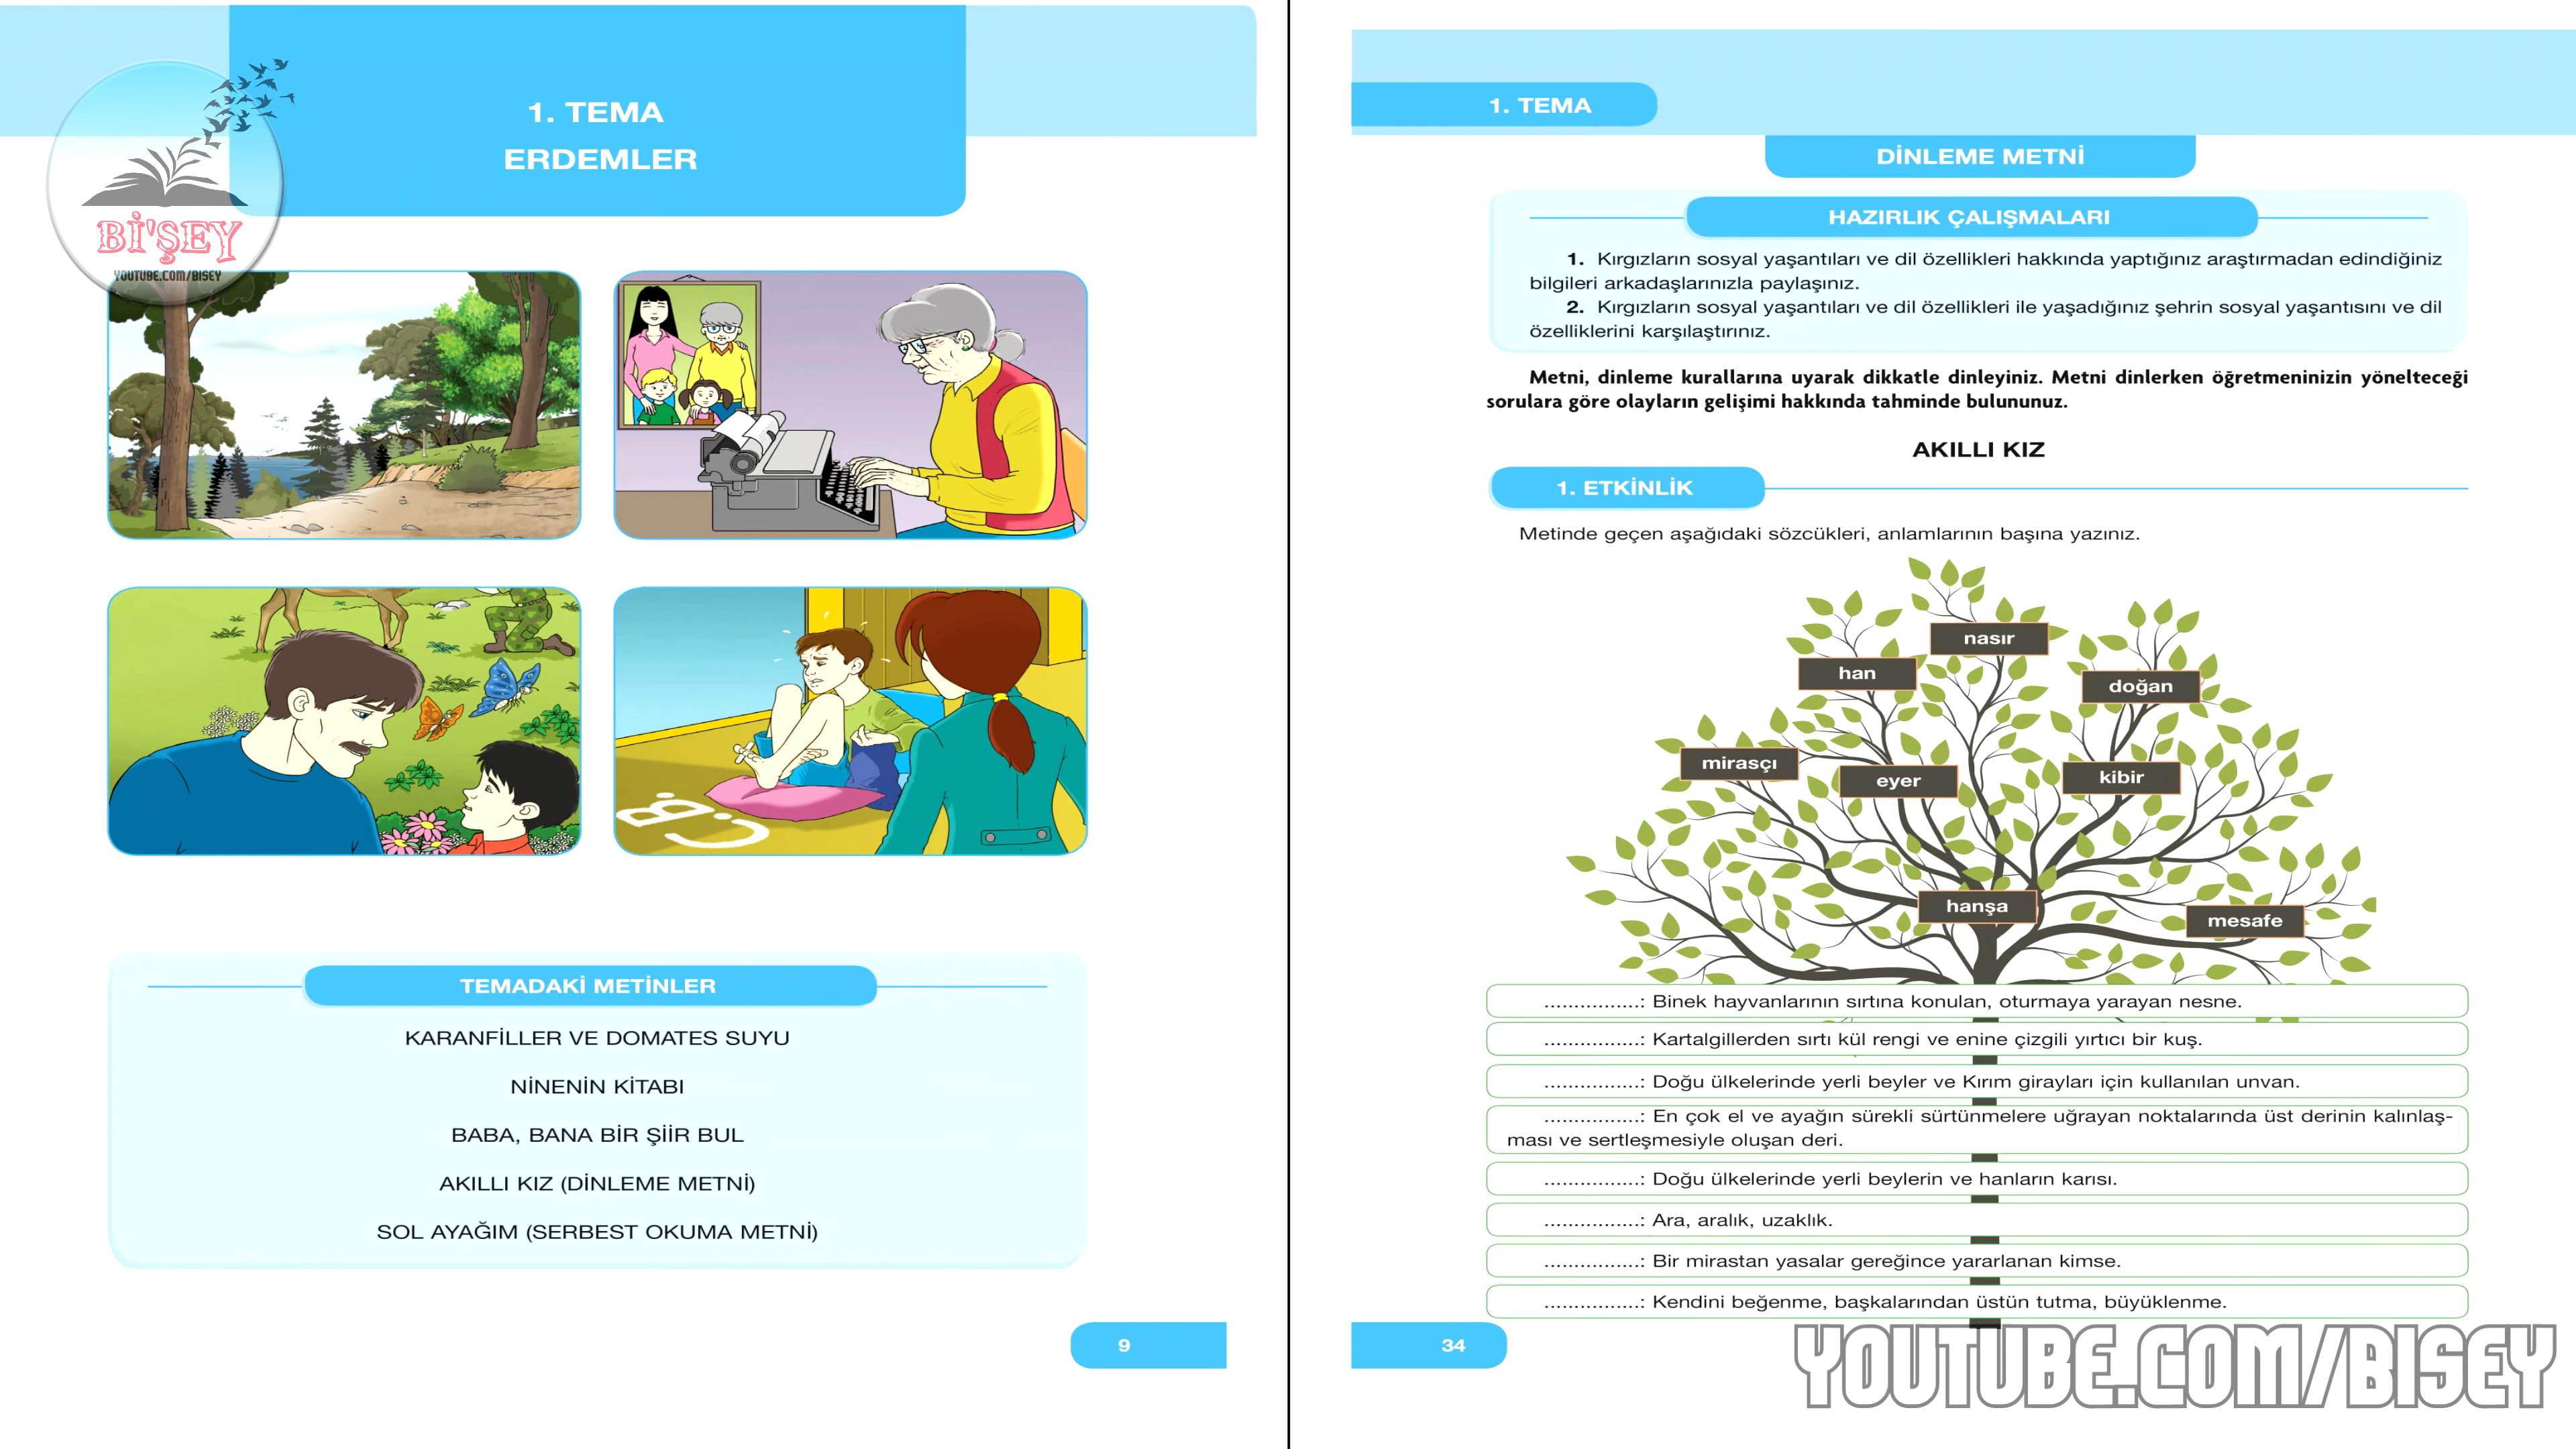 1. TEMA
ERDEMLER
Bİ'ŞEY
YOUTUBE.COM/BISEY
Ç.B.
TEMADAKİ METİNLER
KARANFİLLER VE DOMATES SUYU
NİNENİN KİTABI
BABA, BANA BİR ŞİİR BUL
AKILLI KIZ (DİNLEME METNİ)
SOL AYAĞIM (SERBEST OKUMA METNİ)
9
1. TEMA
DİNLEME METNİ
HAZIRLIK ÇALIŞMALARI
1. Kırgızların sosyal yaşantıları ve dil özellikleri hakkında yaptığınız araştırmadan edindiğiniz
bilgileri arkadaşlarınızla paylaşınız.
2. Kırgızların sosyal yaşantıları ve dil özellikleri ile yaşadığınız şehrin sosyal yaşantısını ve dil
özelliklerini karşılaştırınız.
Metni, dinleme kurallarına uyarak dikkatle dinleyiniz. Metni dinlerken öğretmeninizin yönelteceği
sorulara göre olayların gelişimi hakkında tahminde bulununuz.
AKILLI KIZ
1. ETKİNLİK
Metinde geçen aşağıdaki sözcükleri, anlamlarının başına yazınız.
nasır
han
doğan
mirasçı
eyer
kibir
hanşa
mesafe
................: Binek hayvanlarının sırtına konulan, oturmaya yarayan nesne.
................: Kartalgillerden sırtı kül rengi ve enine çizgili yırtıcı bir kuş.
................: Doğu ülkelerinde yerli beyler ve Kırım girayları için kullanılan unvan.
................: En çok el ve ayağın sürekli sürtünmelere uğrayan noktalarında üst derinin kalınlaş-
ması ve sertleşmesiyle oluşan deri.
................: Doğu ülkelerinde yerli beylerin ve hanların karısı.
................: Ara, aralık, uzaklık.
................: Bir mirastan yasalar gereğince yararlanan kimse.
................: Kendini beğenme, başkalarından üstün tutma, büyüklenme.
34
YOUTUBE.COM/BISEY